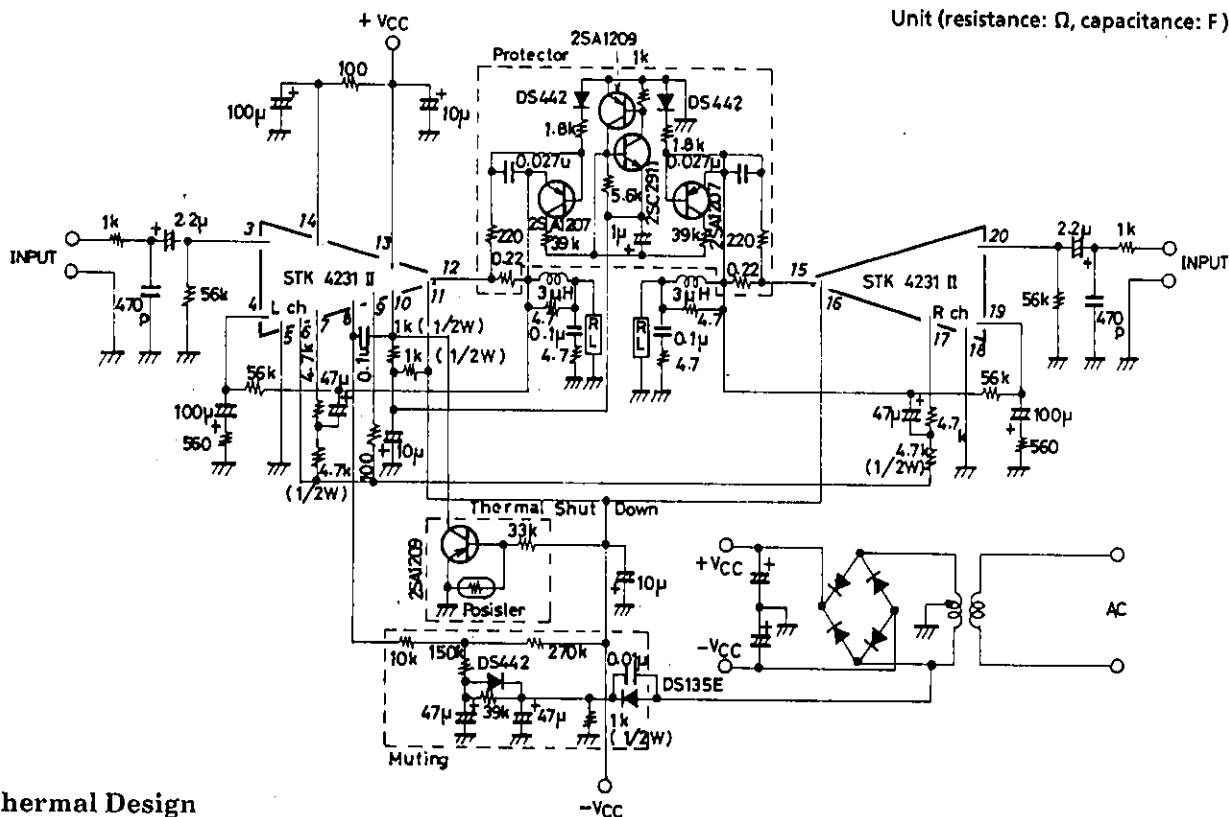 Unit (resistance: Ω, capacitance: F)
+ VCC
2SA1209
Protector
1k
100
DS442
DS442
100μ
10μ
1.8k
1.8k
0.027u
0.027μ
2SC2911
5.6k
2SA1207
2SA1207
1k
2.2μ
3
14
13
39k
1μ
39k
220
220
20
2.2μ
1k
INPUT
INPUT
STK 4231 II
12
0.22
0.22
15
STK 4231 II
470p
56k
4
L ch
5
6
7
8
9
10
11
3μH
3μH
16
R ch
19
56k
470p
4.7
4.7
17
18
1k (1/2W)
0.1μ
RL
RL
0.1μ
4.7k
0.1μ
1k
(1/2W)
4.7
4.7
56k
47μ
56k
100μ
47μ
4.7k
100μ
560
100
10μ
4.7k
(1/2W)
560
4.7k
(1/2W)
Thermal Shut Down
33k
2SA1209
10μ
+VCC
Posisler
AC
-VCC
10k
150k
270k
0.01μ
DS442
DS135E
47μ
39k
47μ
1k
(1/2W)
Muting
-VCC
hermal Design